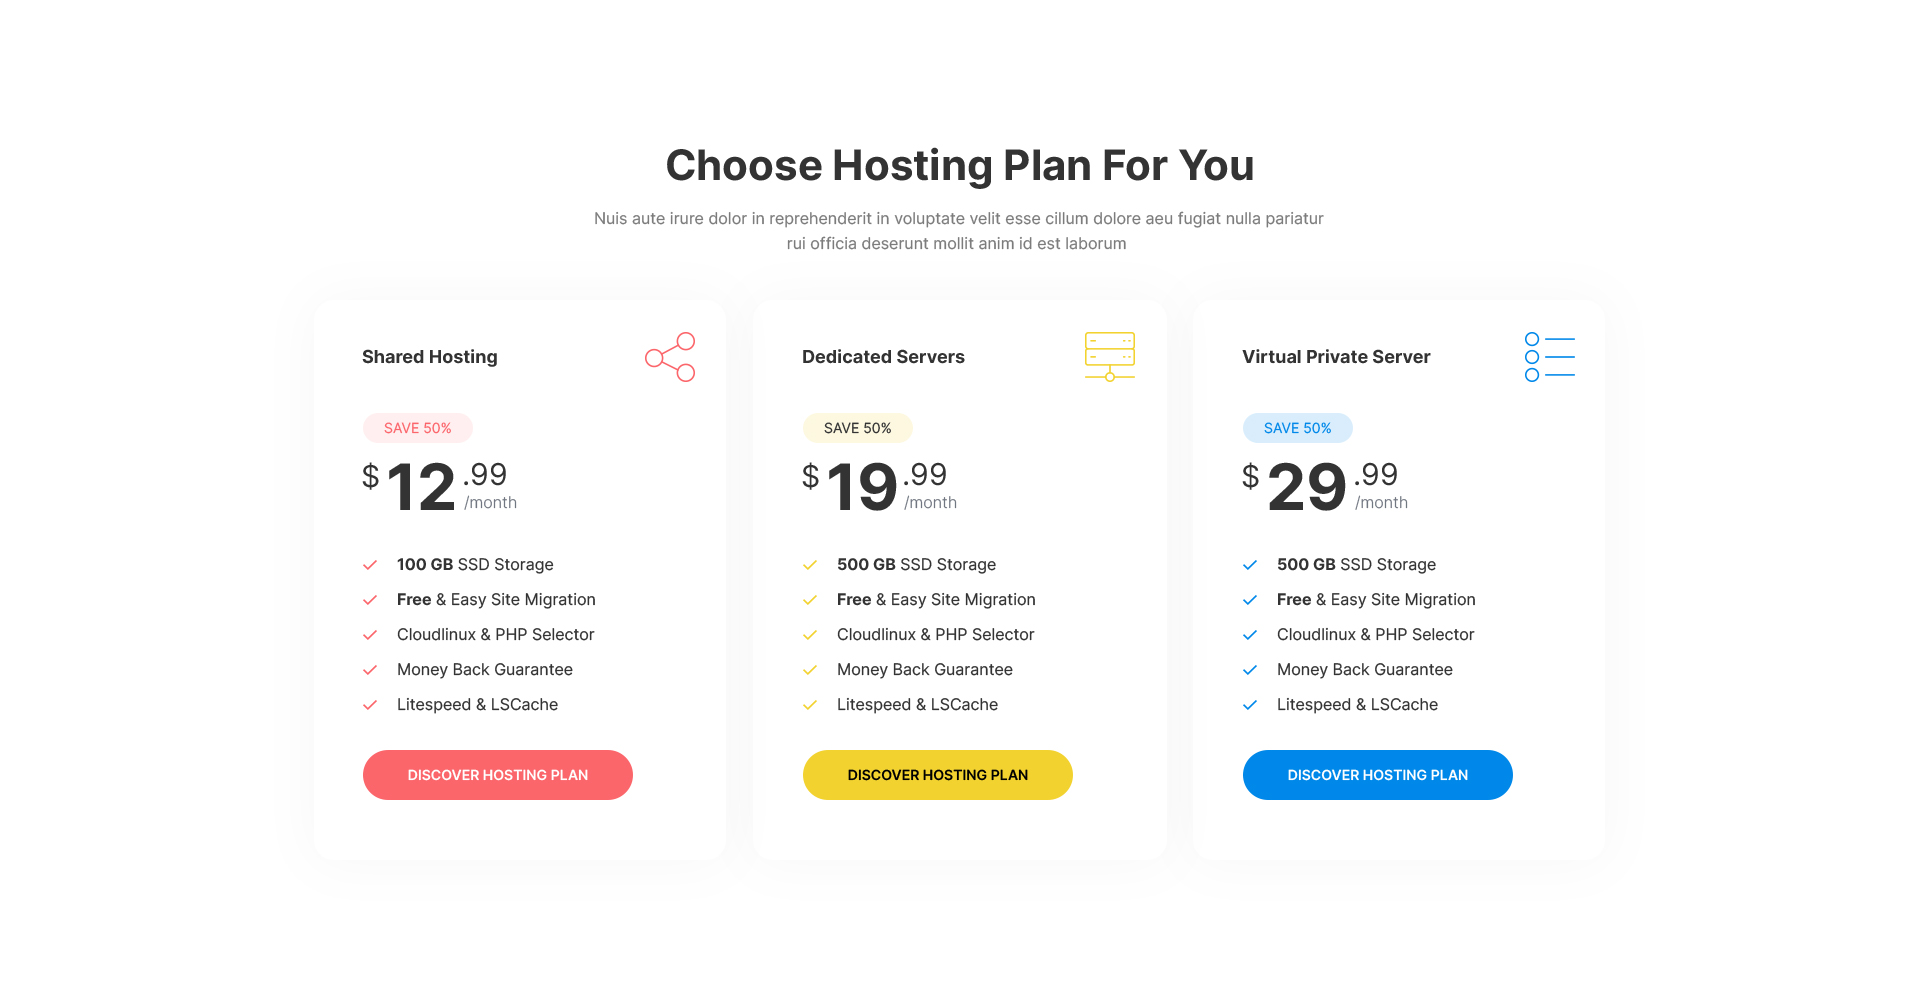 Choose Hosting Plan For You
Nuis aute irure dolor in reprehenderit in voluptate velit esse cillum dolore aeu fugiat nulla pariatur
rui officia deserunt mollit anim id est laborum
Shared Hosting
SAVE 50%
$12.99
/month
100 GB SSD Storage
Free & Easy Site Migration
Cloudlinux & PHP Selector
Money Back Guarantee
Litespeed & LSCache
DISCOVER HOSTING PLAN
Dedicated Servers
SAVE 50%
$19.99
/month
500 GB SSD Storage
Free & Easy Site Migration
Cloudlinux & PHP Selector
Money Back Guarantee
Litespeed & LSCache
DISCOVER HOSTING PLAN
Virtual Private Server
SAVE 50%
$29.99
/month
500 GB SSD Storage
Free & Easy Site Migration
Cloudlinux & PHP Selector
Money Back Guarantee
Litespeed & LSCache
DISCOVER HOSTING PLAN